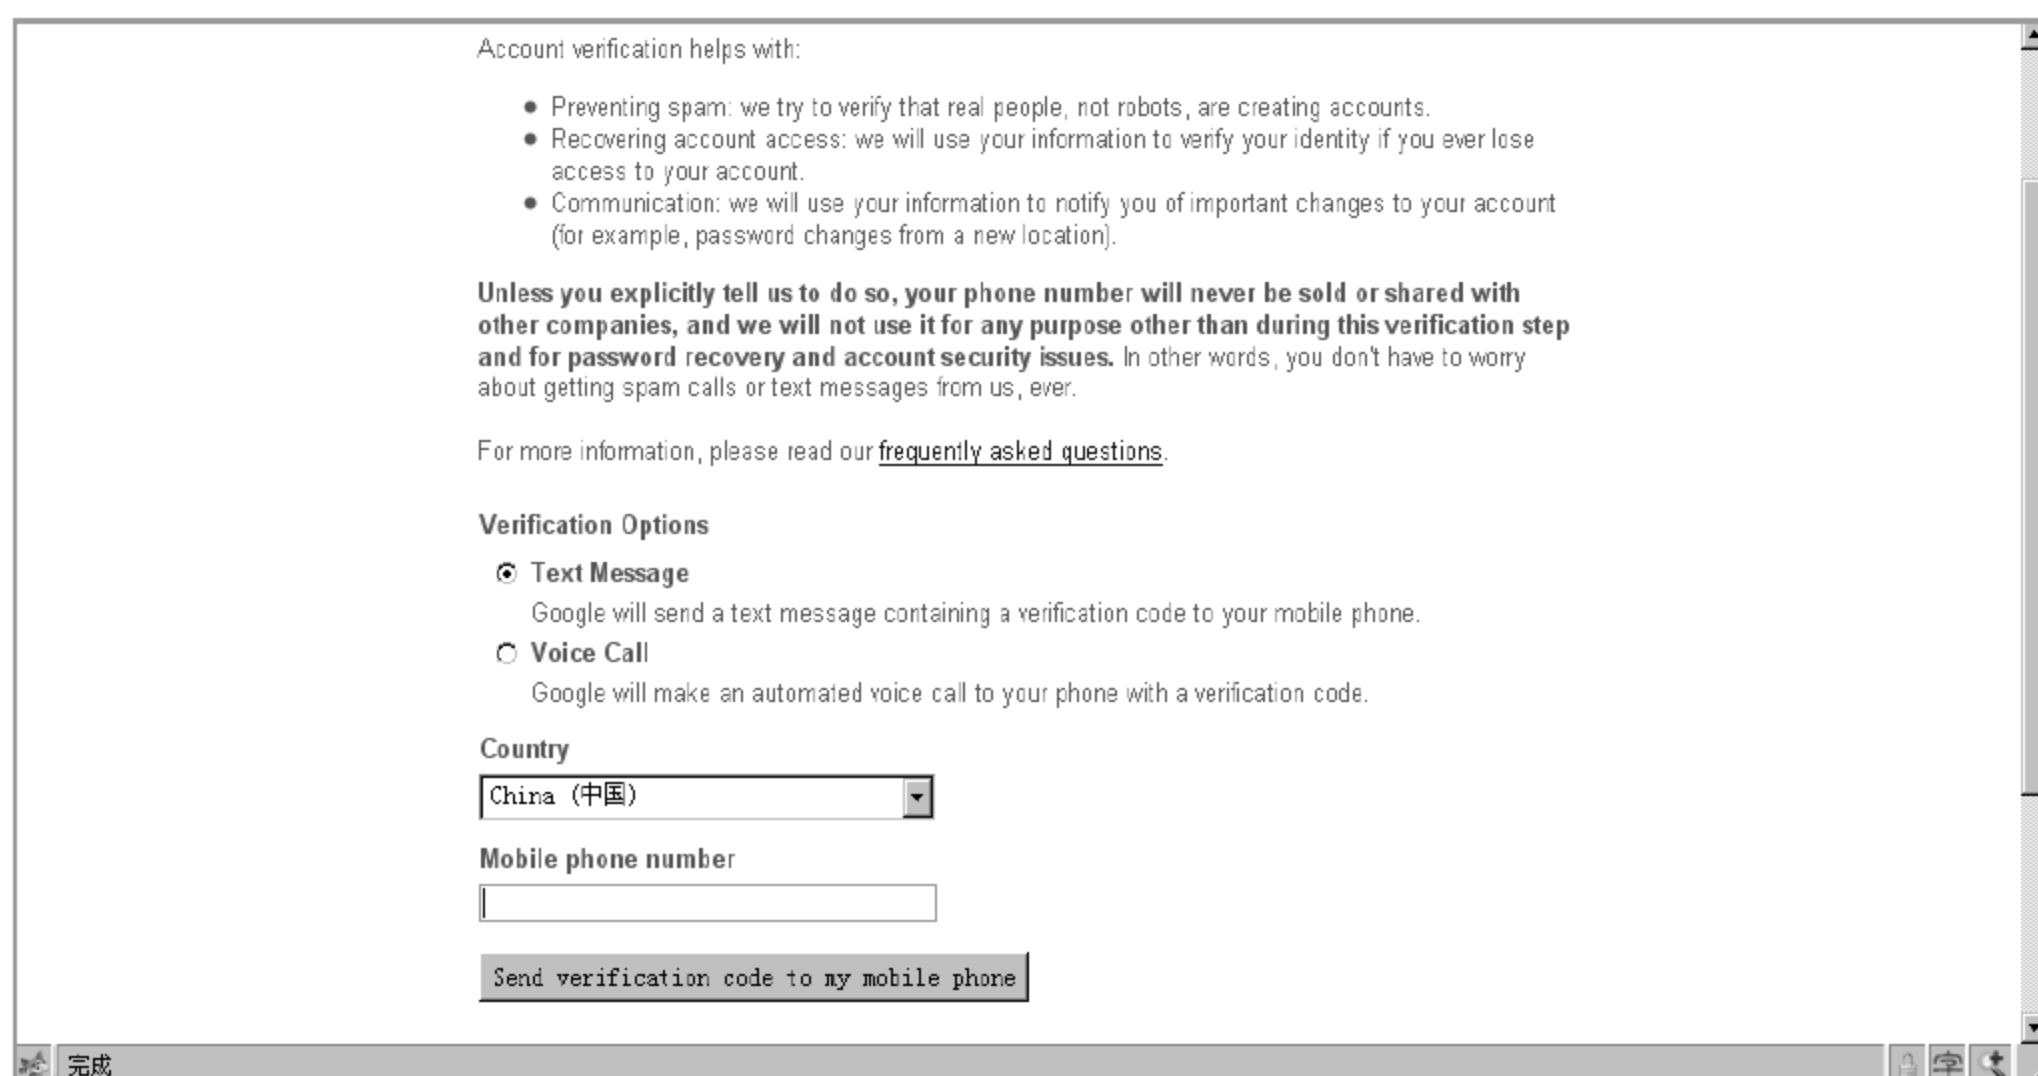 Account verification helps with:
● Preventing spam: we try to verify that real people, not robots, are creating accounts.
● Recovering account access: we will use your information to verify your identity if you ever lose
access to your account.
● Communication: we will use your information to notify you of important changes to your account
(for example, password changes from a new location).
Unless you explicitly tell us to do so, your phone number will never be sold or shared with
other companies, and we will not use it for any purpose other than during this verification step
and for password recovery and account security issues. In other words, you don't have to worry
about getting spam calls or text messages from us, ever.
For more information, please read our frequently asked questions.
Verification Options
Text Message
Google will send a text message containing a verification code to your mobile phone.
Voice Call
Google will make an automated voice call to your phone with a verification code.
Country
China (中国)
Mobile phone number
Send verification code to my mobile phone
完成
字